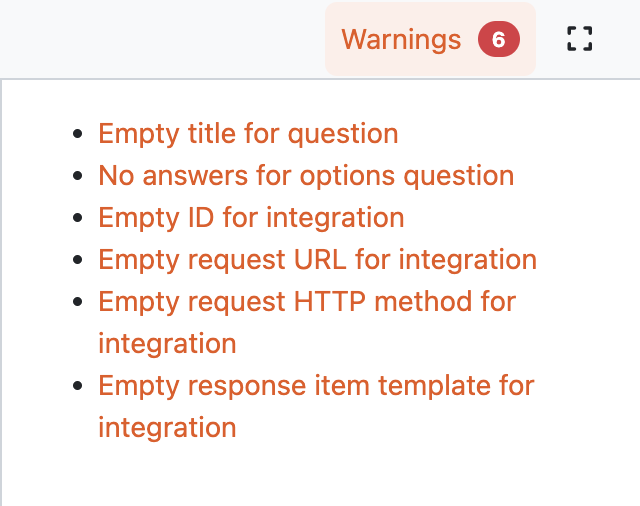 Warnings 6
Empty title for question
No answers for options question
Empty ID for integration
Empty request URL for integration
Empty request HTTP method for
integration
Empty response item template for
integration